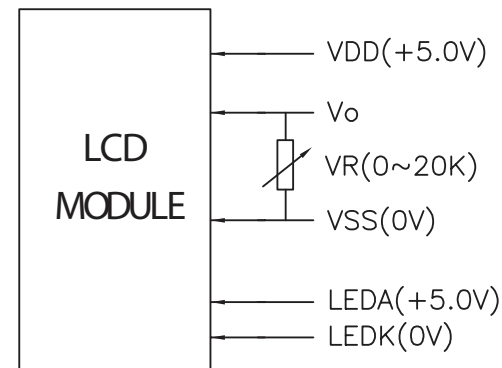 LCD
MODULE
VDD(+5.0V)
Vo
VR(0~20K)
VSS(0V)
LEDA(+5.0V)
LEDK(0V)